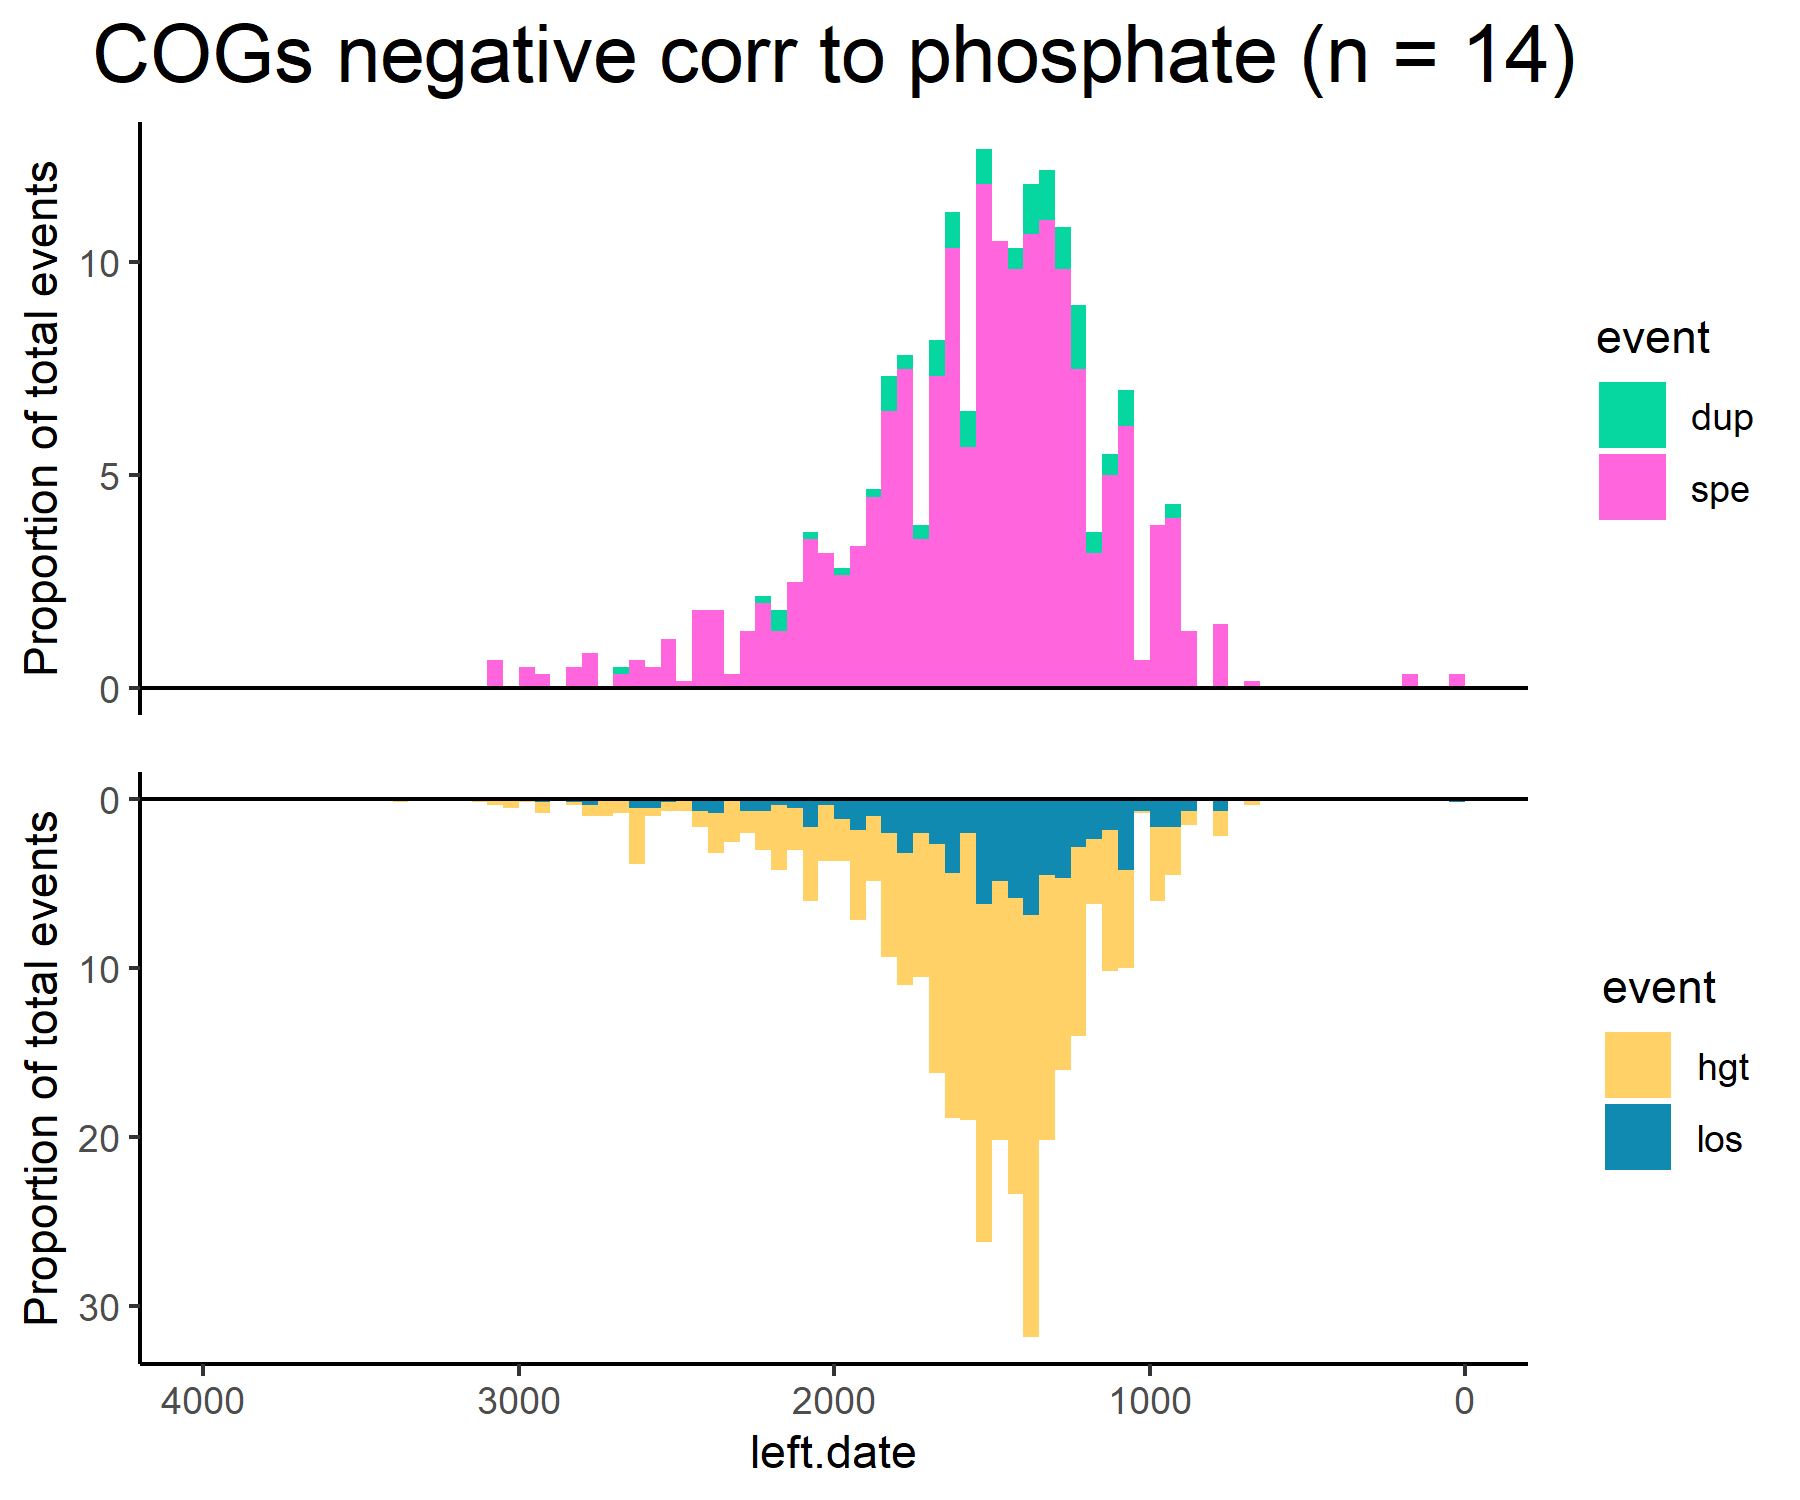 COGs negative corr to phosphate (n = 14)
Proportion of total events
10
5
0
event
dup
spe
Proportion of total events
0
10
20
30
event
hgt
los
4000 3000 2000 1000 0
left.date